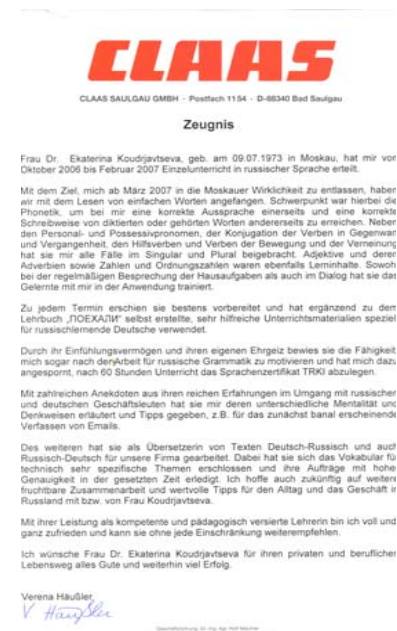 CLAAS
CLAAS SAULGAU GMBH · Postfach 1154 · D-88340 Bad Saulgau
Zeugnis
Frau Dr. Ekaterina Koudrjavtseva, geb. am 09.07.1973 in Moskau, hat mir von
Oktober 2006 bis Februar 2007 Einzelunterricht in russischer Sprache erteilt.
Mit dem Ziel, mich ab März 2007 in die Moskauer Wirklichkeit zu entlassen, haben
wir mit dem Lesen von einfachen Worten angefangen. Schwerpunkt war hierbei die
Phonetik, um bei mir eine korrekte Aussprache einerseits und eine korrekte
Schreibweise von diktierten oder gehörten Worten andererseits zu erreichen. Neben
den Personal- und Possessivpronomen, der Konjugation der Verben in Gegenwart
und Vergangenheit, den Hilfsverben und Verben der Bewegung und der Verneinung
hat sie mir alle Fälle im Singular und Plural beigebracht. Adjektive und deren
Adverbien sowie Zahlen und Ordnungszahlen waren ebenfalls Lerninhalte. Sowohl
bei der regelmäßigen Besprechung der Hausaufgaben als auch im Dialog hat sie das
Gelernte mit mir in der Anwendung trainiert.
Zu jedem Termin erschien sie bestens vorbereitet und hat ergänzend zu dem
Lehrbuch „ПОЕХАЛИ" selbst erstellte, sehr hilfreiche Unterrichtsmaterialien speziell
für russischlernende Deutsche verwendet.
Durch ihr Einfühlungsvermögen und ihren eigenen Ehrgeiz bewies sie die Fähigkeit,
mich sogar nach der Arbeit für russische Grammatik zu motivieren und hat mich dazu
angespornt, nach 60 Stunden Unterricht das Sprachenzertifikat TRKI abzulegen.
Mit zahlreichen Anekdoten aus ihren reichen Erfahrungen im Umgang mit russischen
und deutschen Geschäftsleuten hat sie mir deren unterschiedliche Mentalität und
Denkweisen erläutert und Tipps gegeben, z.B. für das zunächst banal erscheinende
Verfassen von Emails.
Des weiteren hat sie als Übersetzerin von Texten Deutsch-Russisch und auch
Russisch-Deutsch für unsere Firma gearbeitet. Dabei hat sie sich das Vokabular für
technisch sehr spezifische Themen erschlossen und ihre Aufträge mit hoher
Genauigkeit in der gesetzten Zeit erledigt. Ich hoffe auch zukünftig auf weitere
fruchtbare Zusammenarbeit und wertvolle Tipps für den Alltag und das Geschäft in
Russland mit bzw. von Frau Koudrjavtseva.
Mit ihrer Leistung als kompetente und pädagogisch versierte Lehrerin bin ich voll und
ganz zufrieden und kann sie ohne jede Einschränkung weiterempfehlen.
Ich wünsche Frau Dr. Ekaterina Koudrjavtseva für ihren privaten und beruflichen
Lebensweg alles Gute und weiterhin viel Erfolg.
Verena Häußler,
V. Häußler